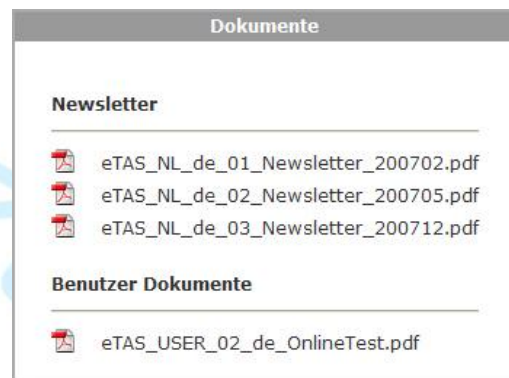 Dokumente
Newsletter
eTAS_NL_de_01_Newsletter_200702.pdf
eTAS_NL_de_02_Newsletter_200705.pdf
eTAS_NL_de_03_Newsletter_200712.pdf
Benutzer Dokumente
eTAS_USER_02_de_OnlineTest.pdf